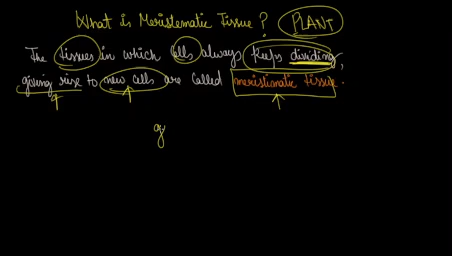 What is Meristematic Tissue? PLANT
The tissues in which cells always keeps dividing,
giving rise to new cells are called meristematic tissue.
g